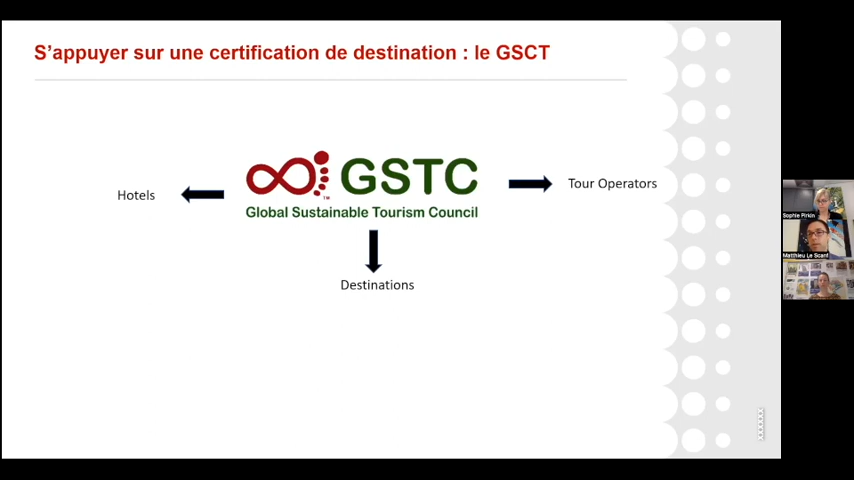 S'appuyer sur une certification de destination : le GSCT
GSTC
TM
Global Sustainable Tourism Council
Hotels
Tour Operators
Destinations
Sophie Pirkin
Matthieu Le Scanf